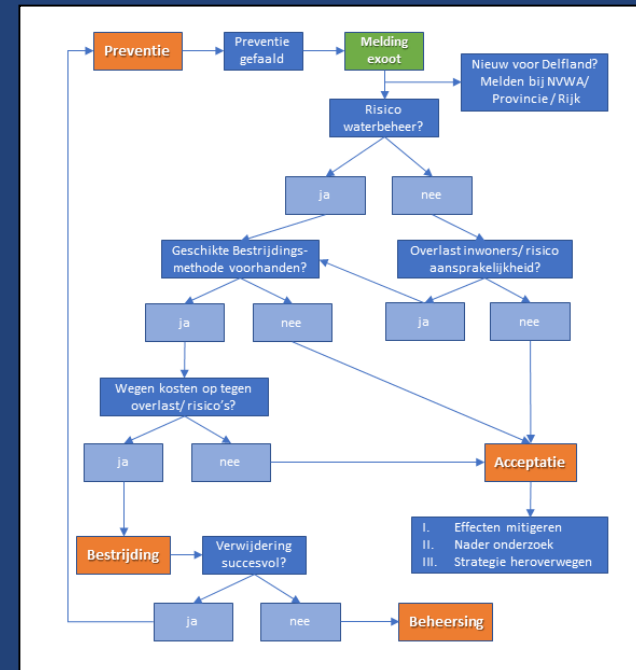 Preventie
Preventie
gefaald
Melding
exoot
Nieuw voor Delfland?
Melden bij NVWA/
Provincie / Rijk
Risico
waterbeheer?
ja
nee
Geschikte Bestrijdings-
methode voorhanden?
Overlast inwoners/ risico
aansprakelijkheid?
ja
nee
ja
nee
Wegen kosten op tegen
overlast/ risico's?
ja
nee
Acceptatie
I. Effecten mitigeren
II. Nader onderzoek
III. Strategie heroverwegen
Bestrijding
Verwijdering
succesvol?
ja
nee
Beheersing